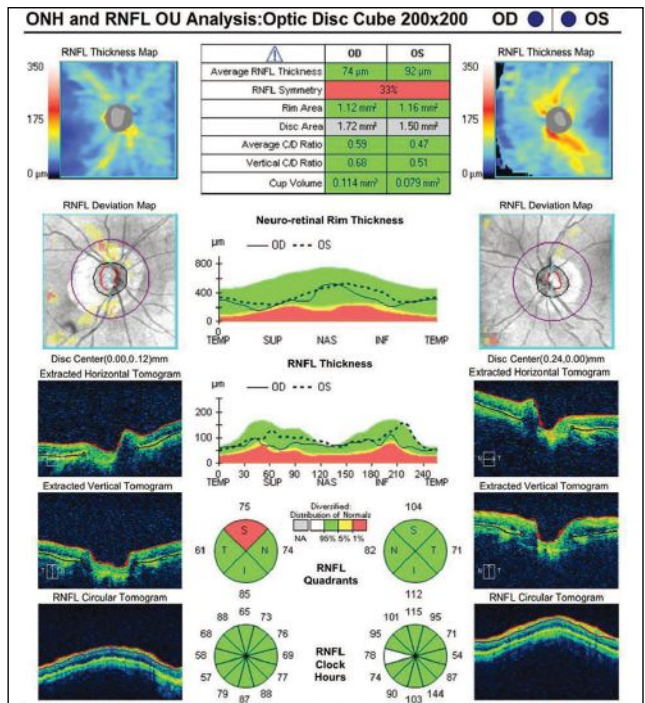 ONH and RNFL OU Analysis:Optic Disc Cube 200x200 OD OS
RNFL Thickness Map
350
175
0 µm
OD OS
Average RNFL Thickness 74 µm 92 µm
RNFL Symmetry 33%
Rim Area 1.12 mm² 1.16 mm²
Disc Area 1.72 mm² 1.50 mm²
Average C/D Ratio 0.59 0.47
Vertical C/D Ratio 0.68 0.51
Cup Volume 0.114 mm³ 0.079 mm³
RNFL Thickness Map
350
175
0 µm
RNFL Deviation Map
Disc Center(0.00,0.12)mm
Neuro-retinal Rim Thickness
µm OD OS
800
400
0
TEMP SUP NAS INF TEMP
RNFL Deviation Map
Disc Center(0.24,0.00)mm
Extracted Horizontal Tomogram
RNFL Thickness
µm OD OS
200
100
0
0 30 60 90 120 150 180 210 240
TEMP SUP NAS INF TEMP
Extracted Horizontal Tomogram
N T
Extracted Vertical Tomogram
75
S
61 T N 74
I
85
Diversified:
Distribution of Normals
NA 95% 5% 1%
RNFL
Quadrants
104
S
82 N T 71
I
112
Extracted Vertical Tomogram
RNFL Circular Tomogram
88 65 73
68 76
58 69
57 77
79 87 88
RNFL
Clock
Hours
101 115 95
95 71
78 54
74 87
90 103 144
RNFL Circular Tomogram